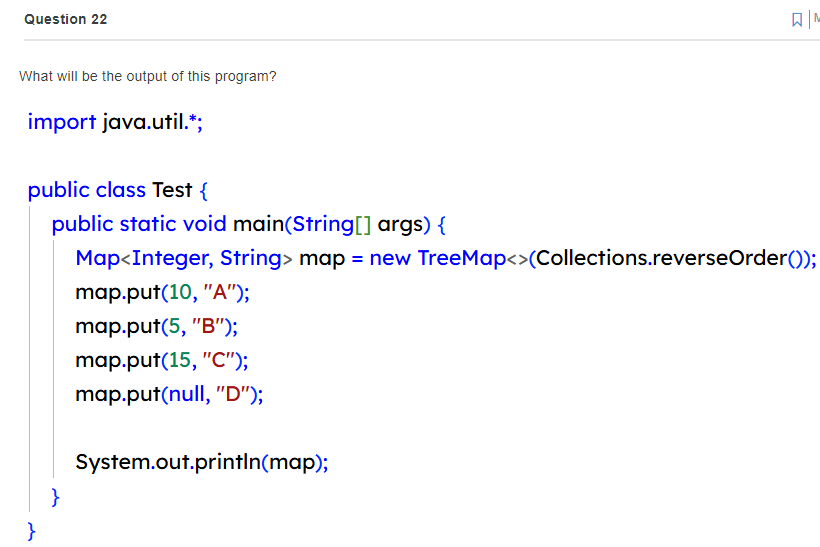 Question 22
What will be the output of this program?
import java.util.*;
public class Test {
public static void main(String[] args) {
Map<Integer, String> map = new TreeMap<>(Collections.reverseOrder());
map.put(10, "A");
map.put(5, "B");
map.put(15, "C");
map.put(null, "D");
System.out.println(map);
}
}